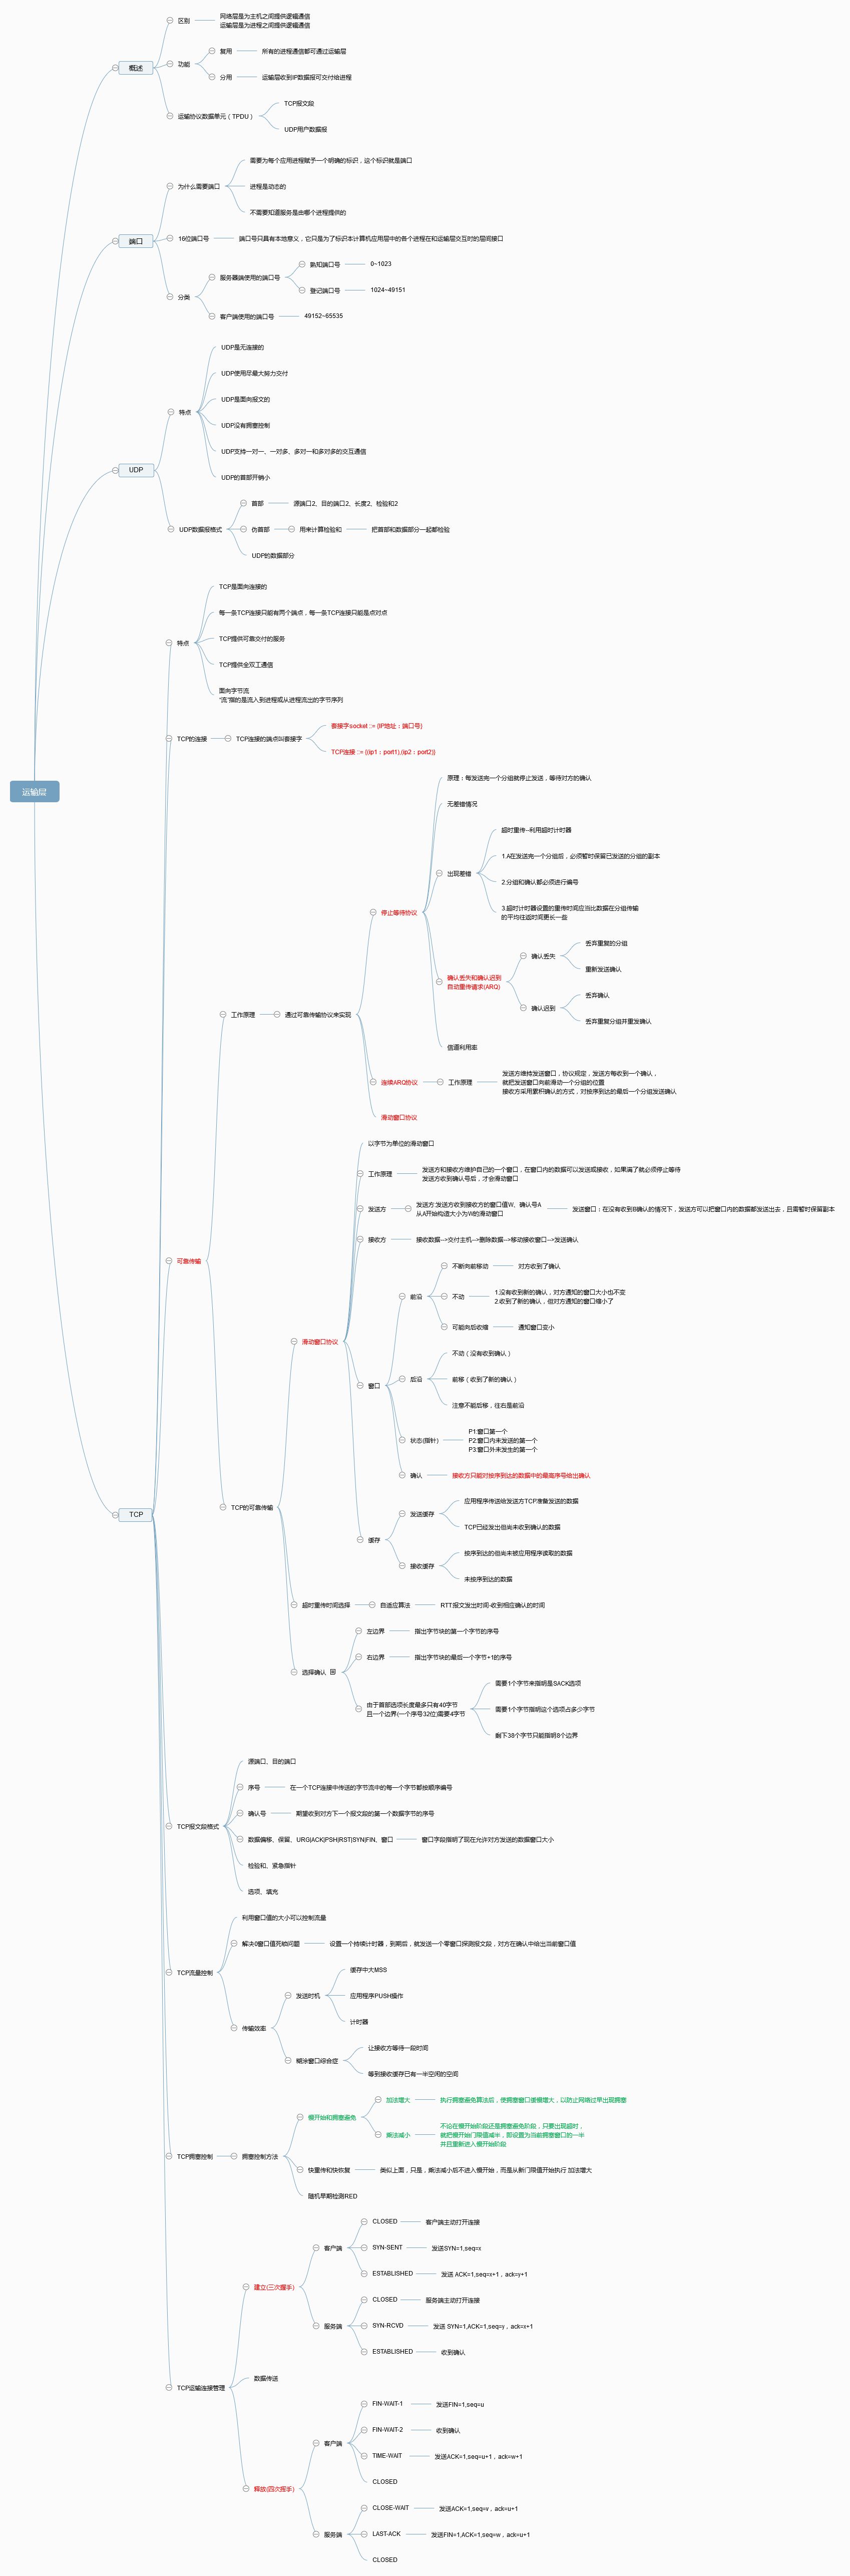 运输层
概述
区别
网络层是为主机之间提供逻辑通信
运输层是为进程之间提供逻辑通信
功能
复用
所有的进程通信都可通过运输层
分用
运输层收到IP数据报可交付给进程
运输协议数据单元（TPDU）
TCP报文段
UDP用户数据报
端口
为什么需要端口
需要为每个应用进程赋予一个明确的标识，这个标识就是端口
进程是动态的
不需要知道服务是由哪个进程提供的
16位端口号
端口号只具有本地意义，它只是为了标识本计算机应用层中的各个进程在和运输层交互时的层间接口
分类
服务器端使用的端口号
熟知端口号
0~1023
登记端口号
1024~49151
客户端使用的端口号
49152~65535
UDP
特点
UDP是无连接的
UDP使用尽最大努力交付
UDP是面向报文的
UDP没有拥塞控制
UDP支持一对一、一对多、多对一和多对多的交互通信
UDP的首部开销小
UDP数据报格式
首部
源端口2、目的端口2、长度2、检验和2
伪首部
用来计算检验和
把首部和数据部分一起都检验
UDP的数据部分
TCP
特点
TCP是面向连接的
每一条TCP连接只能有两个端点，每一条TCP连接只能是点对点
TCP提供可靠交付的服务
TCP提供全双工通信
面向字节流
“流”指的是流入到进程或从进程流出的字节序列
TCP的连接
TCP连接的端点叫套接字
套接字socket ::= (IP地址：端口号)
TCP连接 ::= {(ip1：port1),(ip2：port2)}
可靠传输
工作原理
通过可靠传输协议来实现
停止等待协议
原理：每发送完一个分组就停止发送，等待对方的确认
无差错情况
出现差错
超时重传--利用超时计时器
1.A在发送完一个分组后，必须暂时保留已发送的分组的副本
2.分组和确认都必须进行编号
3.超时计时器设置的重传时间应当比数据在分组传输
的平均往返时间更长一些
确认丢失和确认迟到
自动重传请求(ARQ)
确认丢失
丢弃重复的分组
重新发送确认
确认迟到
丢弃确认
丢弃重复分组并重发确认
信道利用率
连续ARQ协议
工作原理
发送方维持发送窗口，协议规定，发送方每收到一个确认，
就把发送窗口向前滑动一个分组的位置
接收方采用累积确认的方式，对按序到达的最后一个分组发送确认
滑动窗口协议
TCP的可靠传输
滑动窗口协议
以字节为单位的滑动窗口
工作原理
发送方和接收方维护自己的一个窗口，在窗口内的数据可以发送或接收，如果满了就必须停止等待
发送方收到确认号后，才会滑动窗口
发送方
发送方:发送方收到接收方的窗口值W、确认号A
从A开始构造大小为W的滑动窗口
发送窗口：在没有收到B确认的情况下，发送方可以把窗口内的数据都发送出去，且需暂时保留副本
接收方
接收数据-->交付主机-->删除数据-->移动接收窗口-->发送确认
窗口
前沿
不断向前移动
对方收到了确认
不动
1.没有收到新的确认，对方通知的窗口大小也不变
2.收到了新的确认，但对方通知的窗口缩小了
可能向后收缩
通知窗口变小
后沿
不动（没有收到确认）
前移（收到了新的确认）
注意不能后移，往右是前沿
状态(指针)
P1:窗口第一个
P2:窗口内未发送的第一个
P3:窗口外未发生的第一个
确认
接收方只能对按序到达的数据中的最高序号给出确认
缓存
发送缓存
应用程序传送给发送方TCP准备发送的数据
TCP已经发出但尚未收到确认的数据
接收缓存
按序到达的但尚未被应用程序读取的数据
未按序到达的数据
超时重传时间选择
自适应算法
RTT:报文发出时间-收到相应确认的时间
选择确认
左边界
指出字节块的第一个字节的序号
右边界
指出字节块的最后一个字节+1的序号
由于首部选项长度最多只有40字节
且一个边界(一个序号32位)需要4字节
需要1个字节来指明是SACK选项
需要1个字节指明这个选项占多少字节
剩下38个字节只能指明8个边界
TCP报文段格式
源端口、目的端口
序号
在一个TCP连接中传送的字节流中的每一个字节都按顺序编号
确认号
期望收到对方下一个报文段的第一个数据字节的序号
数据偏移、保留、URG|ACK|PSH|RST|SYN|FIN、窗口
窗口字段指明了现在允许对方发送的数据窗口大小
检验和、紧急指针
选项、填充
TCP流量控制
利用窗口值的大小可以控制流量
解决0窗口值死锁问题
设置一个持续计时器，到期后，就发送一个零窗口探测报文段，对方在确认中给出当前窗口值
传输效率
发送时机
缓存中大MSS
应用程序PUSH操作
计时器
糊涂窗口综合症
让接收方等待一段时间
等到接收缓存已有一半空闲的空间
TCP拥塞控制
拥塞控制方法
慢开始和拥塞避免
加法增大
执行拥塞避免算法后，使拥塞窗口缓慢增大，以防止网络过早出现拥塞
乘法减小
不论在慢开始阶段还是拥塞避免阶段，只要出现超时，
就把慢开始门限值减半，即设置为当前拥塞窗口的一半
并且重新进入慢开始阶段
快重传和快恢复
类似上面，只是，乘法减小后不进入慢开始，而是从新门限值开始执行 加法增大
随机早期检测RED
TCP运输连接管理
建立(三次握手)
客户端
CLOSED
客户端主动打开连接
SYN-SENT
发送SYN=1,seq=x
ESTABLISHED
发送 ACK=1,seq=x+1，ack=y+1
服务端
CLOSED
服务端主动打开连接
SYN-RCVD
发送 SYN=1,ACK=1,seq=y，ack=x+1
ESTABLISHED
收到确认
数据传送
释放(四次挥手)
客户端
FIN-WAIT-1
发送FIN=1,seq=u
FIN-WAIT-2
收到确认
TIME-WAIT
发送ACK=1,seq=u+1，ack=w+1
CLOSED
服务端
CLOSE-WAIT
发送ACK=1,seq=v，ack=u+1
LAST-ACK
发送FIN=1,ACK=1,seq=w，ack=u+1
CLOSED